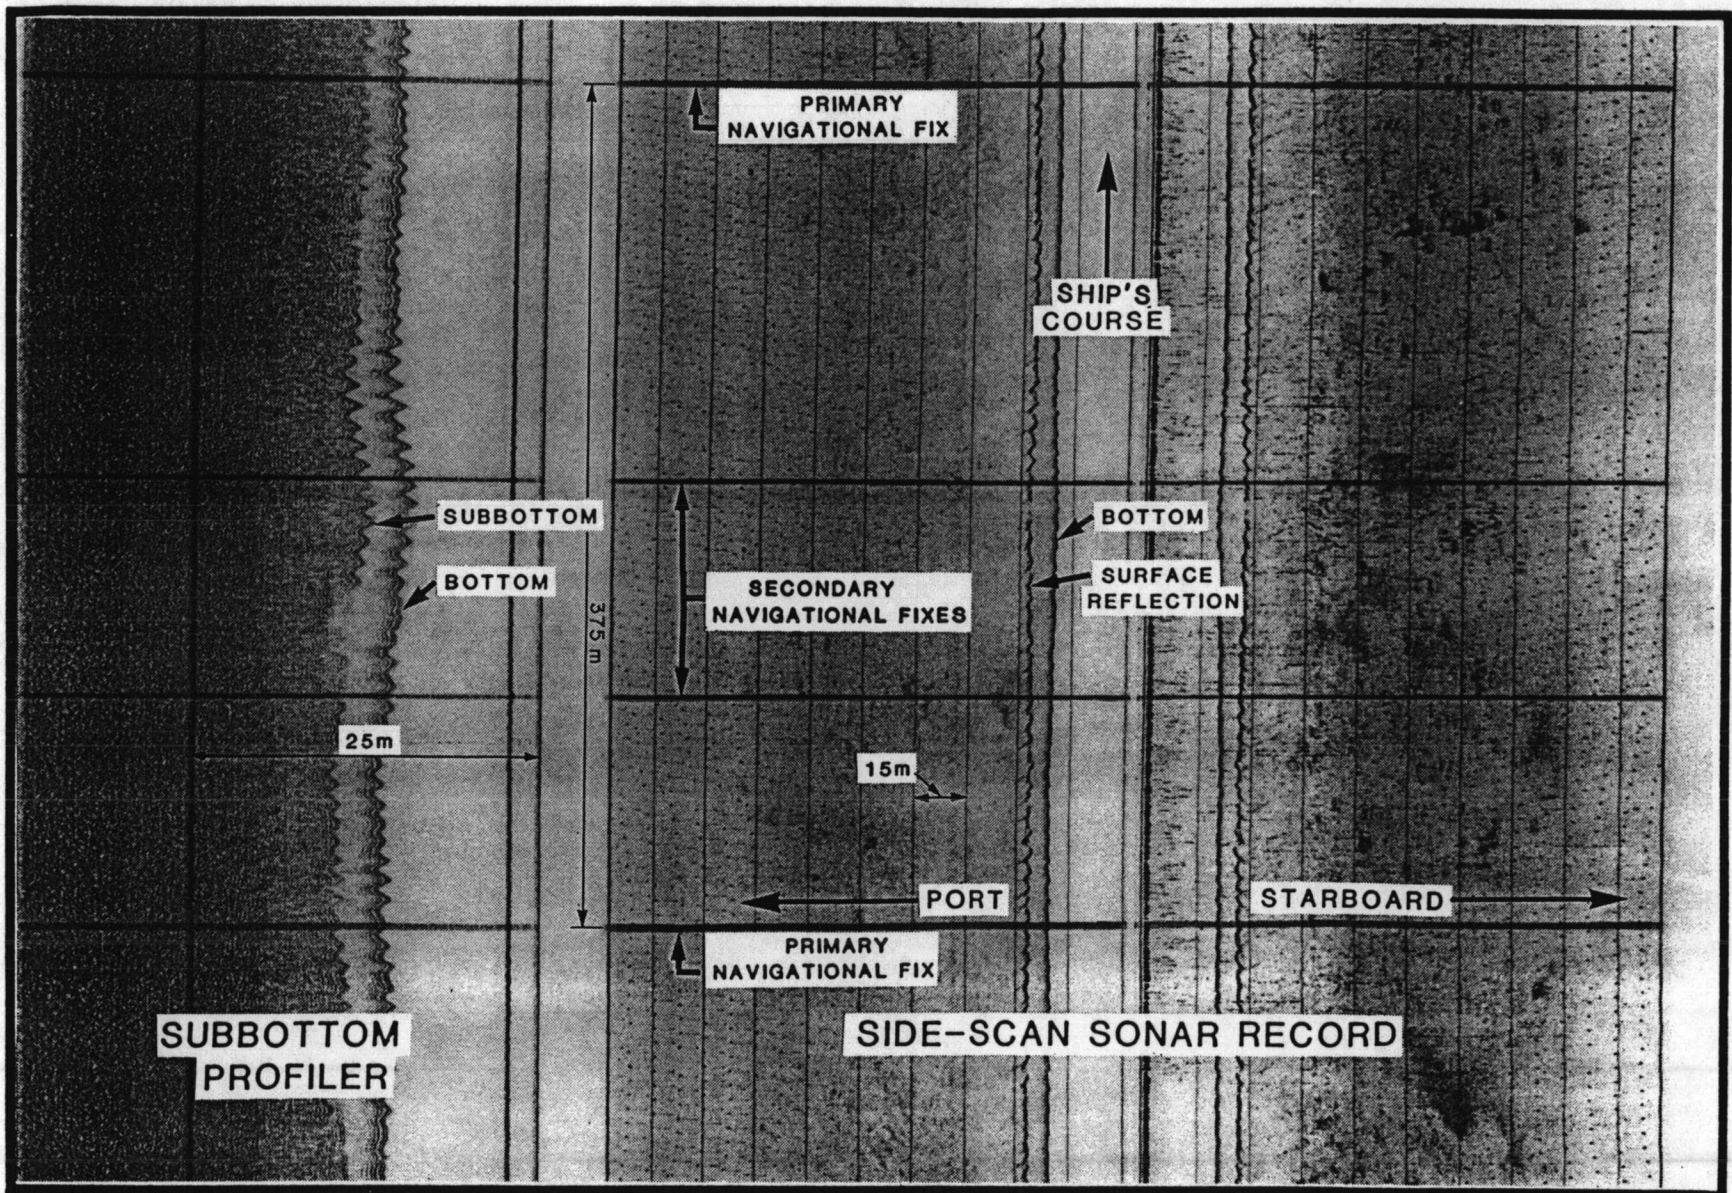 PRIMARY
NAVIGATIONAL FIX
SHIP'S
COURSE
SUBBOTTOM
BOTTOM
BOTTOM
SURFACE
REFLECTION
SECONDARY
NAVIGATIONAL FIXES
375 m
25m
15m
PORT
STARBOARD
PRIMARY
NAVIGATIONAL FIX
SUBBOTTOM
PROFILER
SIDE-SCAN SONAR RECORD